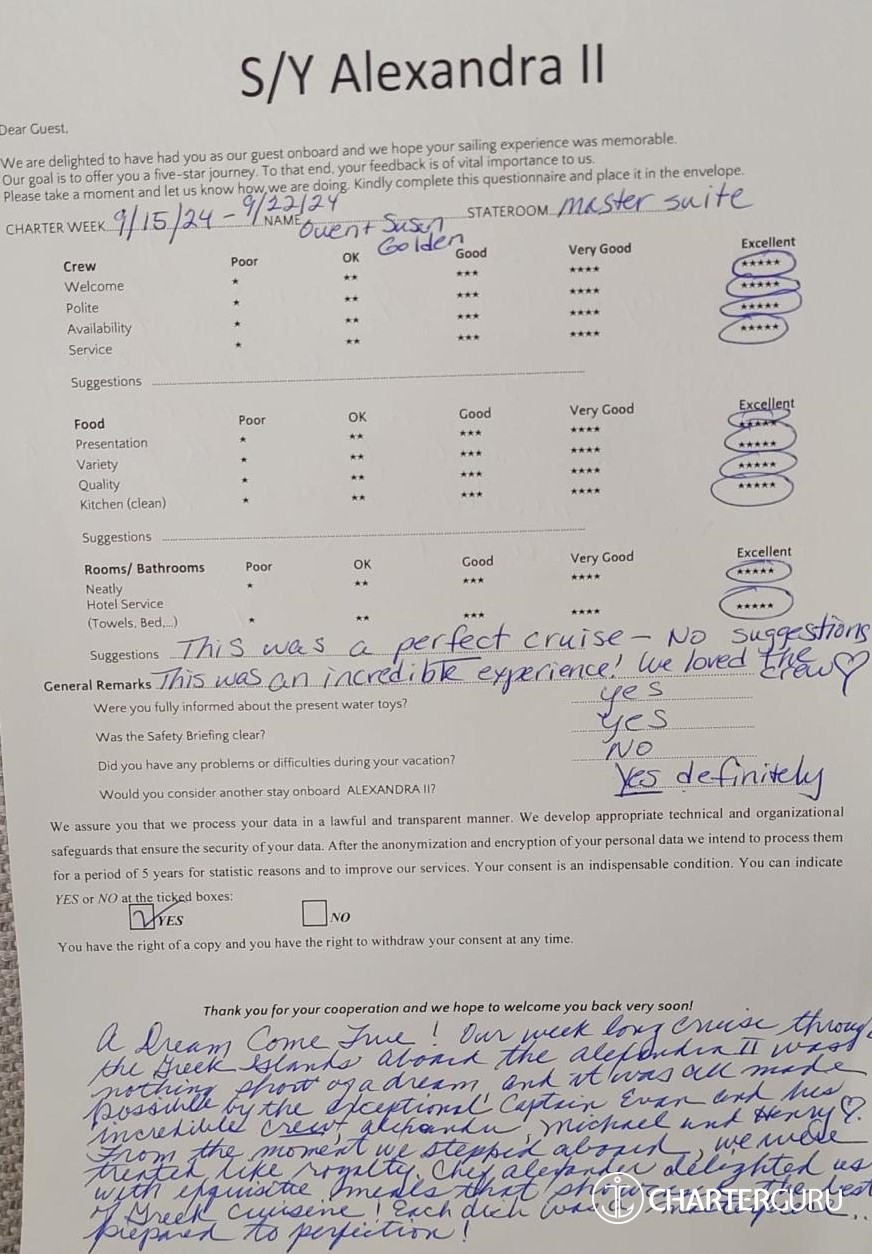 S/Y Alexandra II
Dear Guest,
We are delighted to have had you as our guest onboard and we hope your sailing experience was memorable.
Our goal is to offer you a five-star journey. To that end, your feedback is of vital importance to us.
Please take a moment and let us know how we are doing. Kindly complete this questionnaire and place it in the envelope.
CHARTER WEEK 9/15/24 - 9/22/24 NAME Owen + Susan Golden STATEROOM master suite
Crew Poor OK Good Very Good Excellent
Welcome * ** *** **** *****
Polite * ** *** **** *****
Availability * ** *** **** *****
Service * ** *** **** *****
Suggestions
Food Poor OK Good Very Good Excellent
Presentation * ** *** **** *****
Variety * ** *** **** *****
Quality * ** *** **** *****
Kitchen (clean) * ** *** **** *****
Suggestions
Rooms/ Bathrooms Poor OK Good Very Good Excellent
Neatly * ** *** **** *****
Hotel Service
(Towels, Bed,...) * ** *** **** *****
Suggestions This was a perfect cruise - No suggestions
General Remarks This was an incredible experience! We loved the crew ♡
Were you fully informed about the present water toys? yes
Was the Safety Briefing clear? yes
Did you have any problems or difficulties during your vacation? NO
Would you consider another stay onboard ALEXANDRA II? Yes definitely
We assure you that we process your data in a lawful and transparent manner. We develop appropriate technical and organizational
safeguards that ensure the security of your data. After the anonymization and encryption of your personal data we intend to process them
for a period of 5 years for statistic reasons and to improve our services. Your consent is an indispensable condition. You can indicate
YES or NO at the ticked boxes:
YES NO
You have the right of a copy and you have the right to withdraw your consent at any time.
Thank you for your cooperation and we hope to welcome you back very soon!
A Dream Come True! Our week long cruise through
the Greek Islands aboard the Alexandra II was
nothing short of a dream, and it was all made
possible by the exceptional Captain Evan and his
incredible crew, Michael and Henry ♡.
From the moment we stepped aboard, we were
treated like royalty. Chef delighted us
with exquisite meals that the best
of Greek cuisene! Each dish was
prepared to perfection!
CHARTERGURU